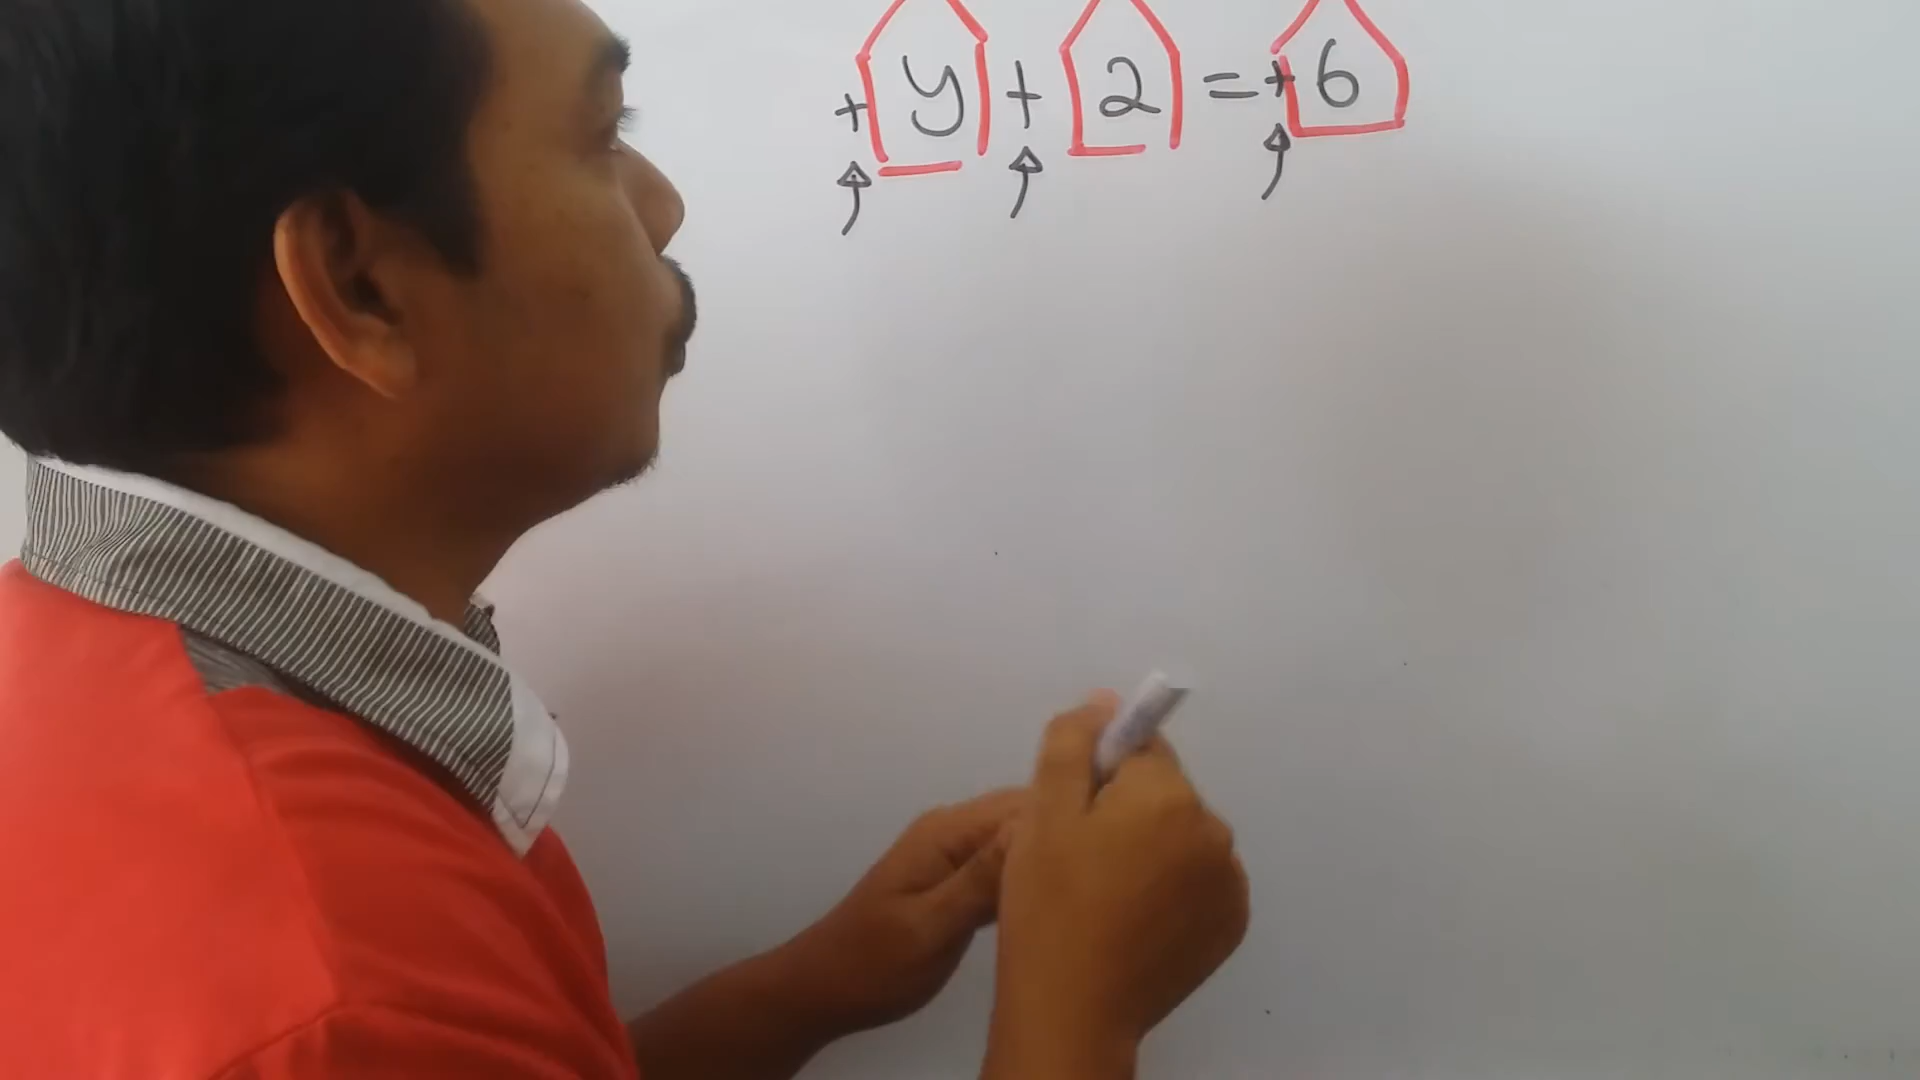 + y + 2 = + 6